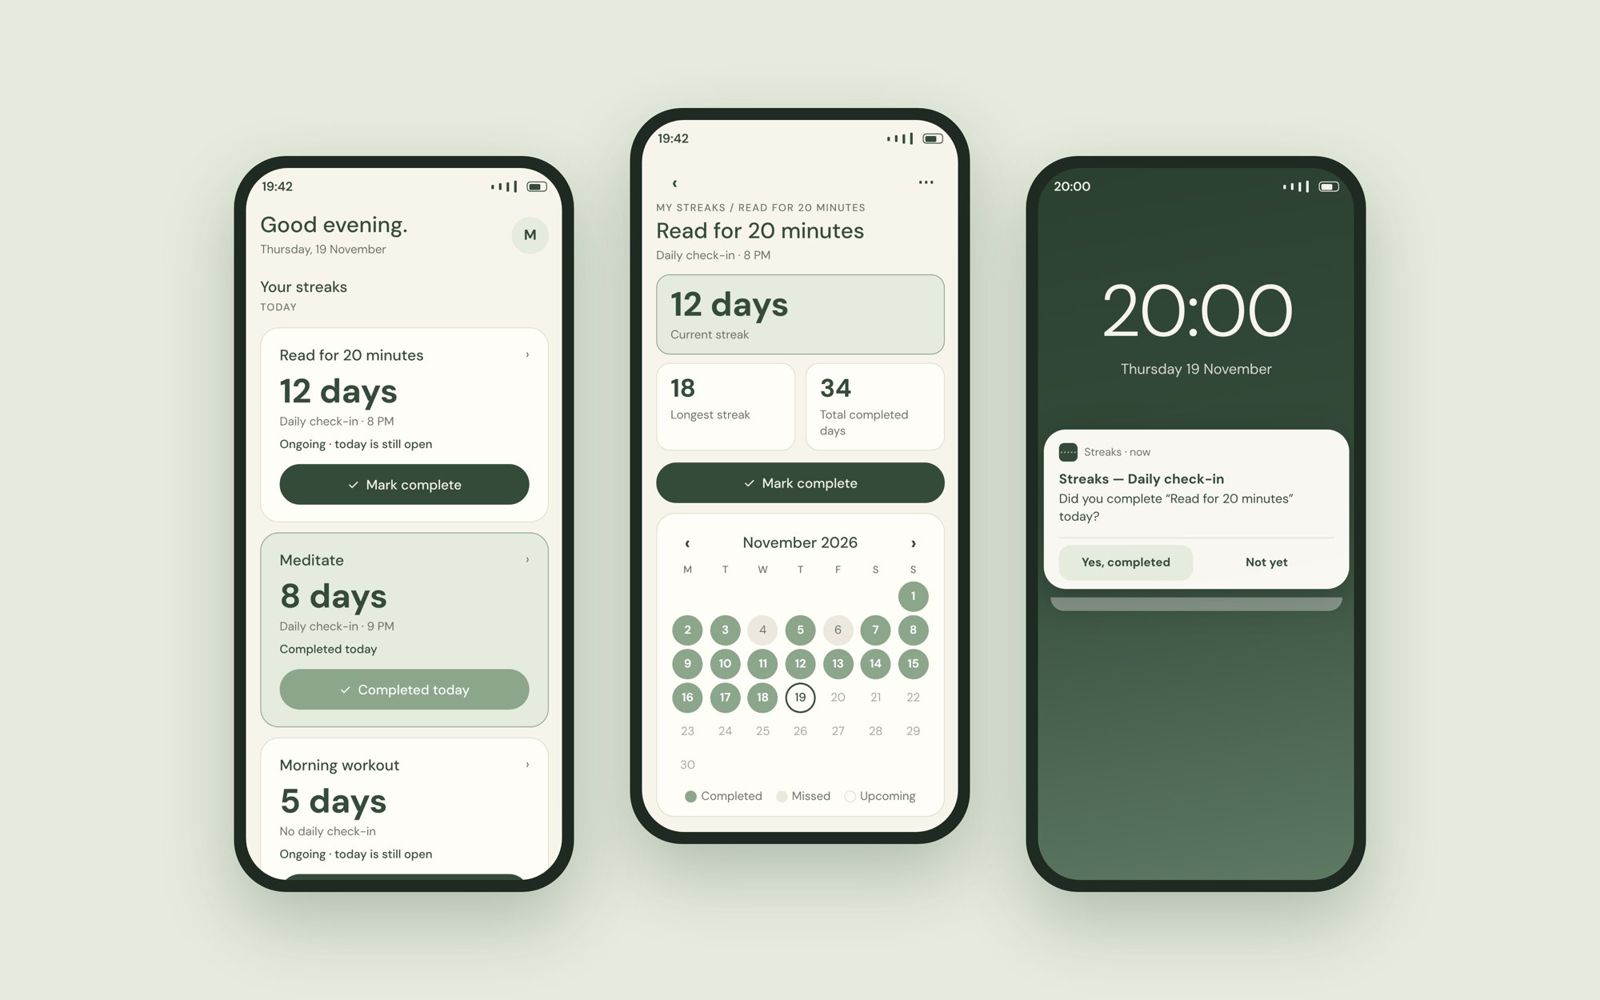 19:42
Good evening.
Thursday, 19 November
M
Your streaks
TODAY
Read for 20 minutes
12 days
Daily check-in · 8 PM
Ongoing · today is still open
✓ Mark complete
Meditate
8 days
Daily check-in · 9 PM
Completed today
✓ Completed today
Morning workout
5 days
No daily check-in
Ongoing · today is still open
19:42
MY STREAKS / READ FOR 20 MINUTES
Read for 20 minutes
Daily check-in · 8 PM
12 days
Current streak
18
Longest streak
34
Total completed
days
✓ Mark complete
‹ November 2026 ›
M T W T F S S
1
2 3 4 5 6 7 8
9 10 11 12 13 14 15
16 17 18 19 20 21 22
23 24 25 26 27 28 29
30
Completed Missed Upcoming
20:00
20:00
Thursday 19 November
Streaks · now
Streaks — Daily check-in
Did you complete “Read for 20 minutes”
today?
Yes, completed Not yet